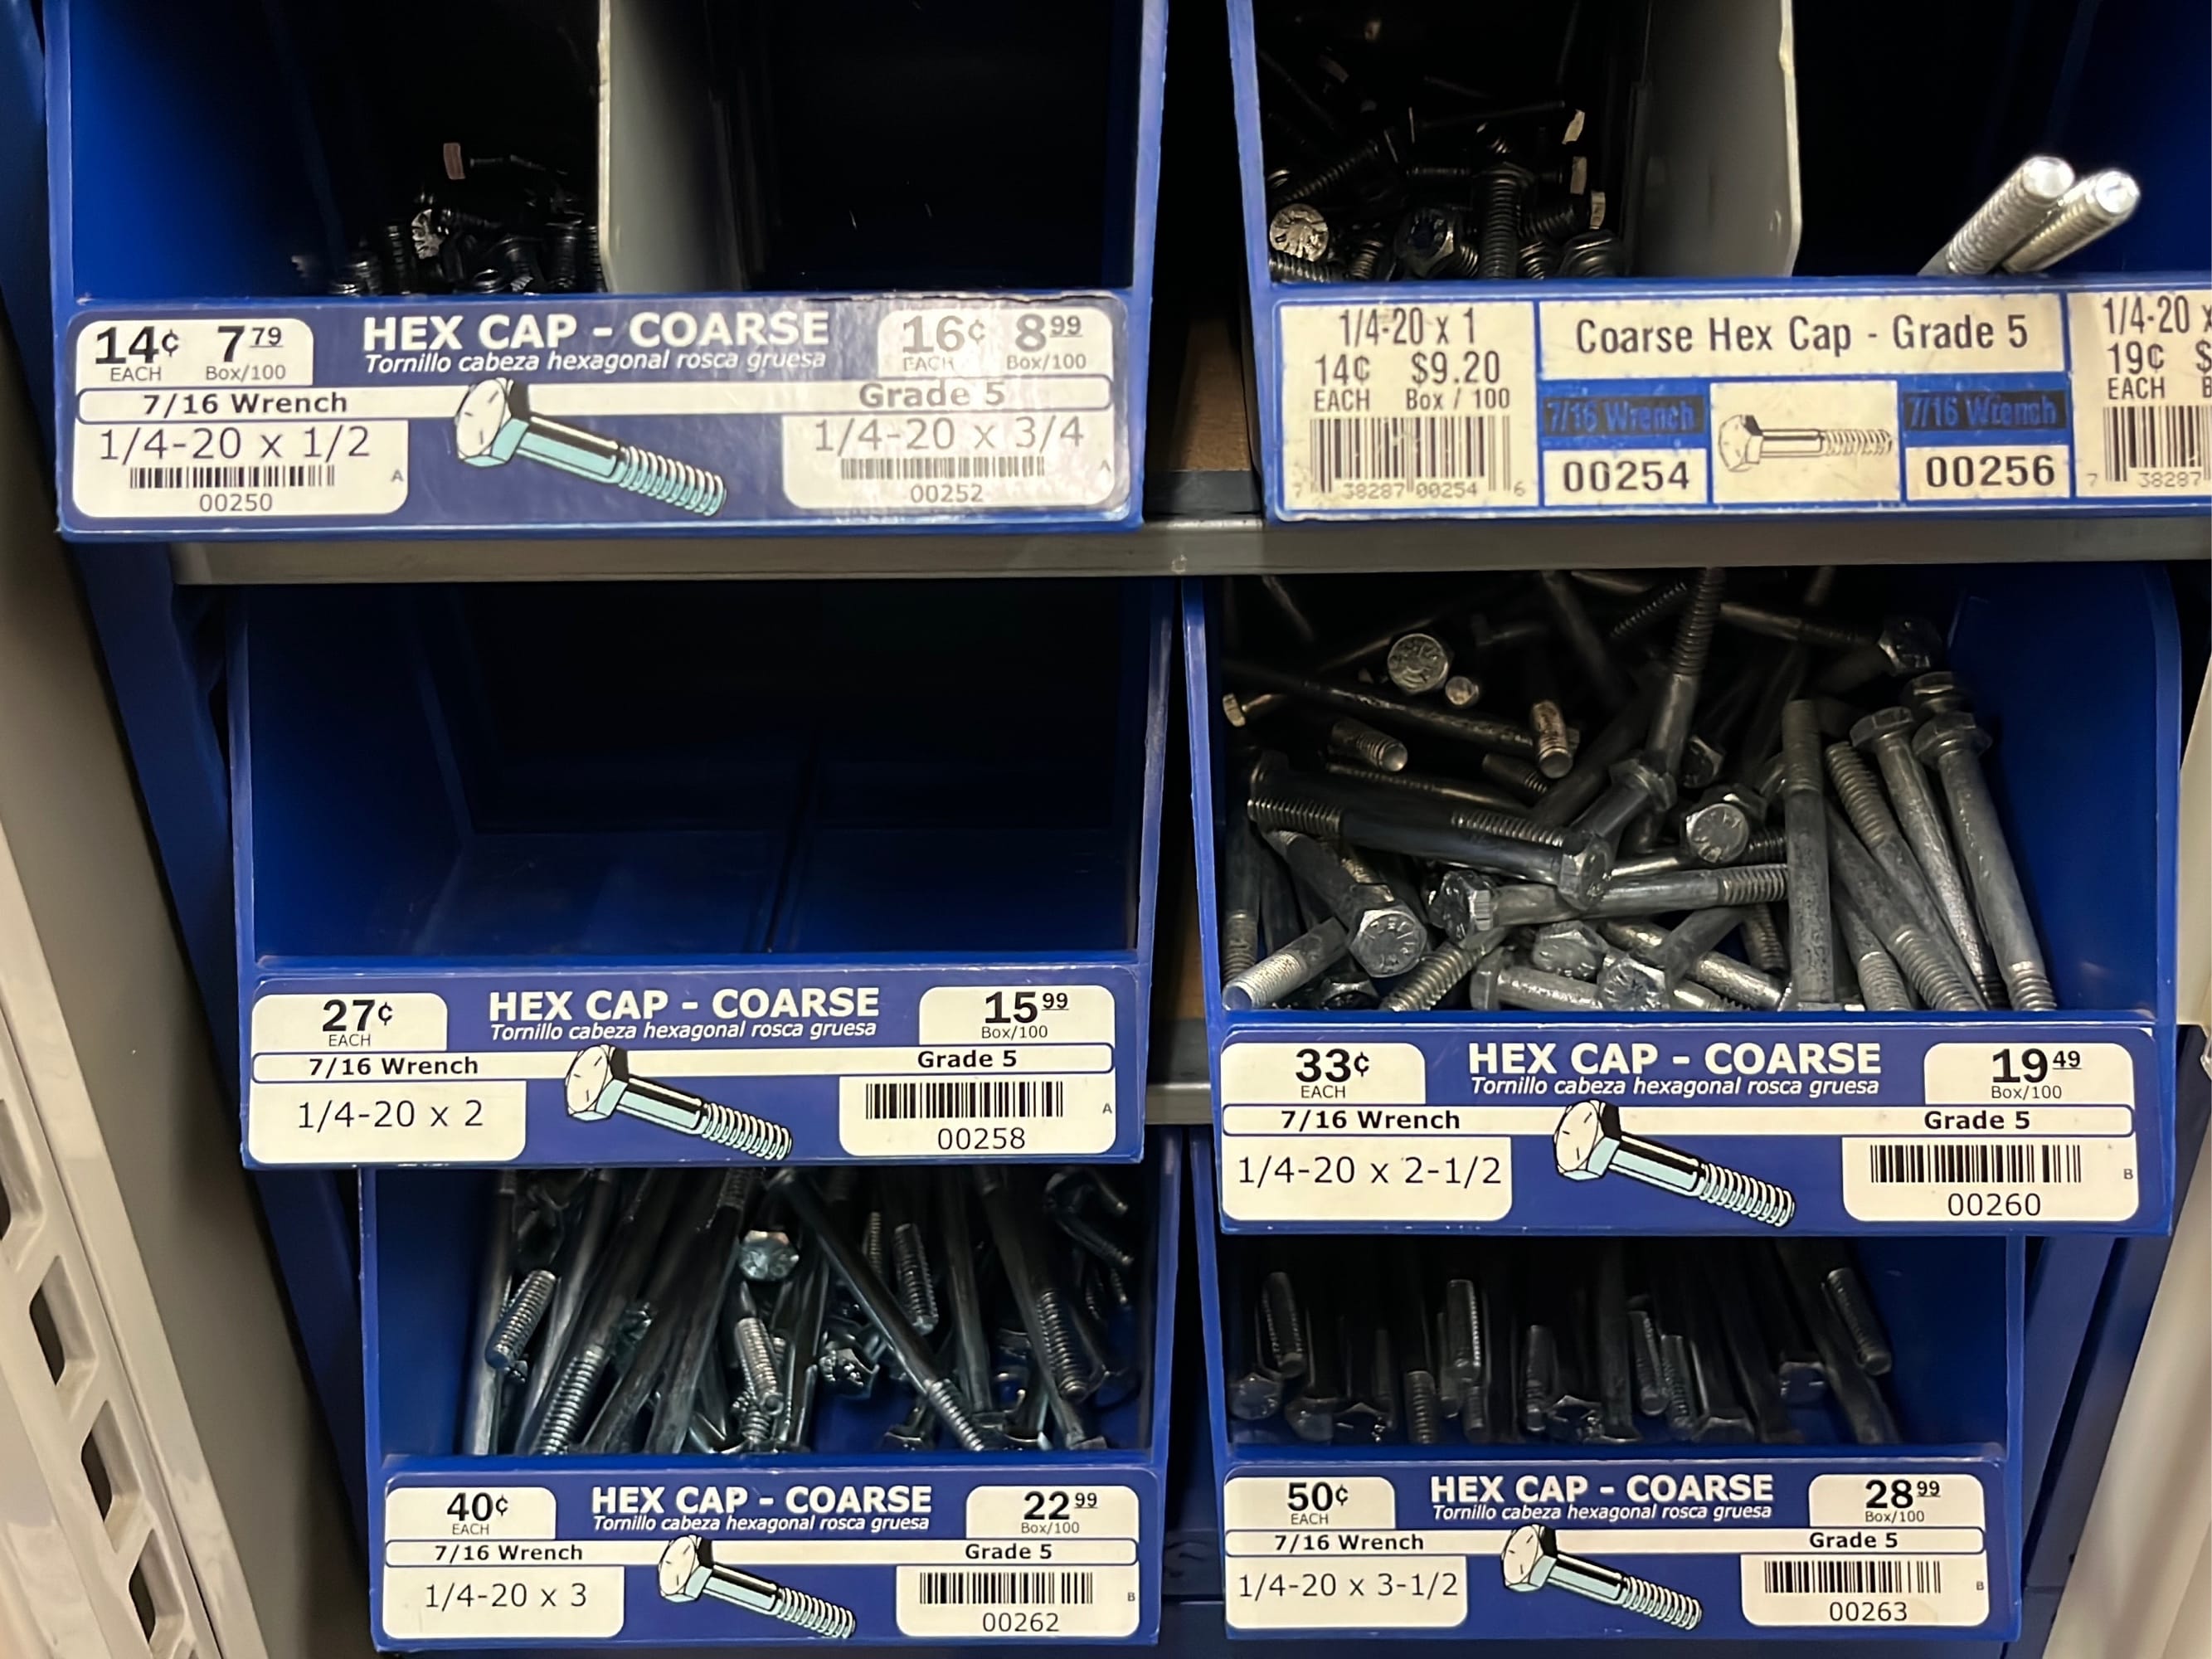 14¢ EACH 7 79 Box/100
HEX CAP - COARSE
Tornillo cabeza hexagonal rosca gruesa
16¢ EACH 8 99 Box/100
7/16 Wrench
Grade 5
1/4-20 x 1/2
1/4-20 x 3/4
A
A
00250
00252
1/4-20 x 1
14¢ $9.20
EACH Box / 100
7 38287 00254 6
Coarse Hex Cap - Grade 5
7/16 Wrench
7/16 Wrench
00254
00256
1/4-20 x
19¢ $
EACH B
7 38287
27¢ EACH
HEX CAP - COARSE
Tornillo cabeza hexagonal rosca gruesa
15 99 Box/100
7/16 Wrench
Grade 5
1/4-20 x 2
A
00258
33¢ EACH
HEX CAP - COARSE
Tornillo cabeza hexagonal rosca gruesa
19 49 Box/100
7/16 Wrench
Grade 5
1/4-20 x 2-1/2
B
00260
40¢ EACH
HEX CAP - COARSE
Tornillo cabeza hexagonal rosca gruesa
22 99 Box/100
7/16 Wrench
Grade 5
1/4-20 x 3
B
00262
50¢ EACH
HEX CAP - COARSE
Tornillo cabeza hexagonal rosca gruesa
28 99 Box/100
7/16 Wrench
Grade 5
1/4-20 x 3-1/2
B
00263